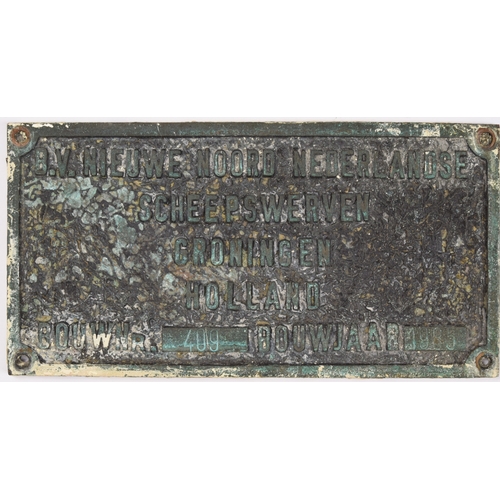 B.V. NIEUWE NOORD NEDERLANDSE
SCHEEPSWERVEN
GRONINGEN
HOLLAND
BOUWNR. 409 BOUWJAAR